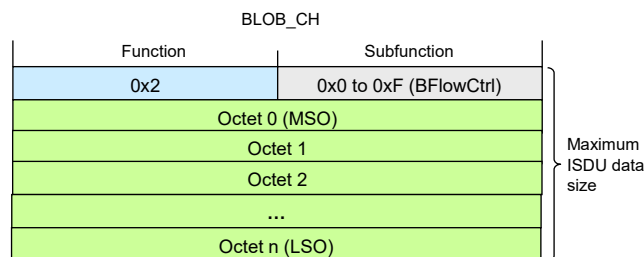 BLOB_CH
Function Subfunction
0x2 0x0 to 0xF (BFlowCtrl)
Octet 0 (MSO)
Octet 1
Octet 2
...
Octet n (LSO)
Maximum
ISDU data
size